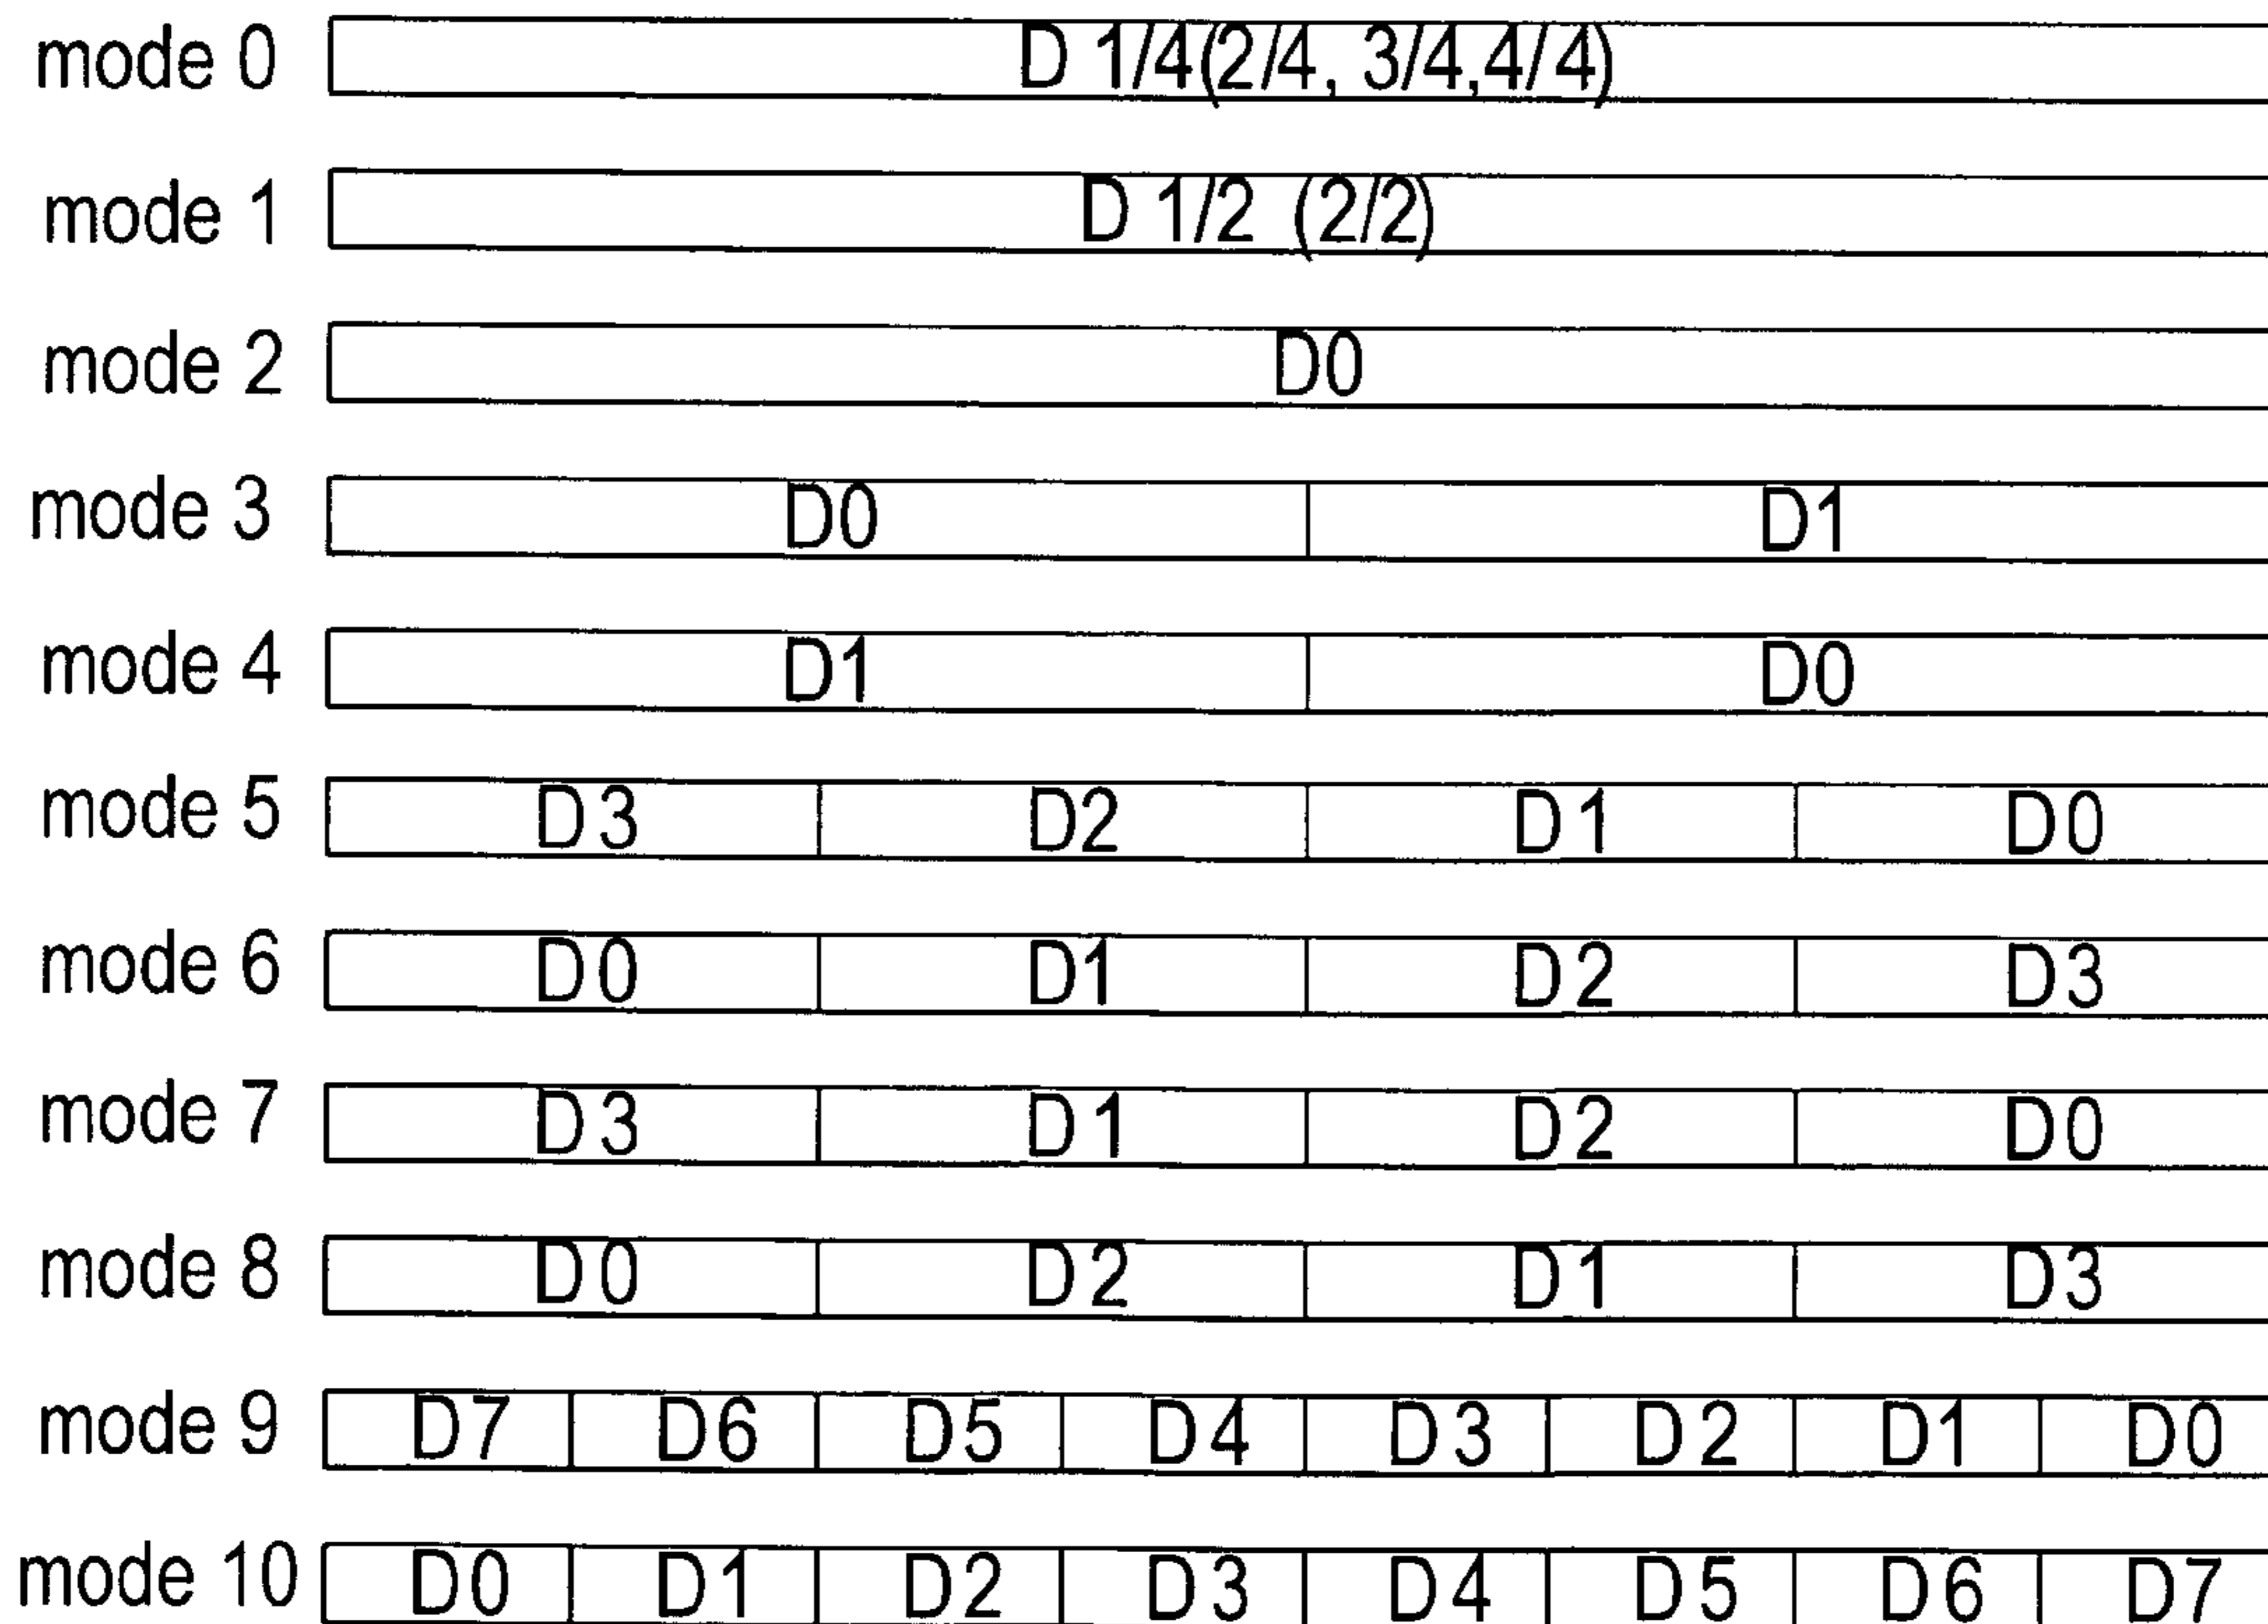 mode 0 D 1/4(2/4, 3/4,4/4)
mode 1 D 1/2 (2/2)
mode 2 D0
mode 3 D0 D1
mode 4 D1 D0
mode 5 D3 D2 D1 D0
mode 6 D0 D1 D2 D3
mode 7 D3 D1 D2 D0
mode 8 D0 D2 D1 D3
mode 9 D7 D6 D5 D4 D3 D2 D1 D0
mode 10 D0 D1 D2 D3 D4 D5 D6 D7